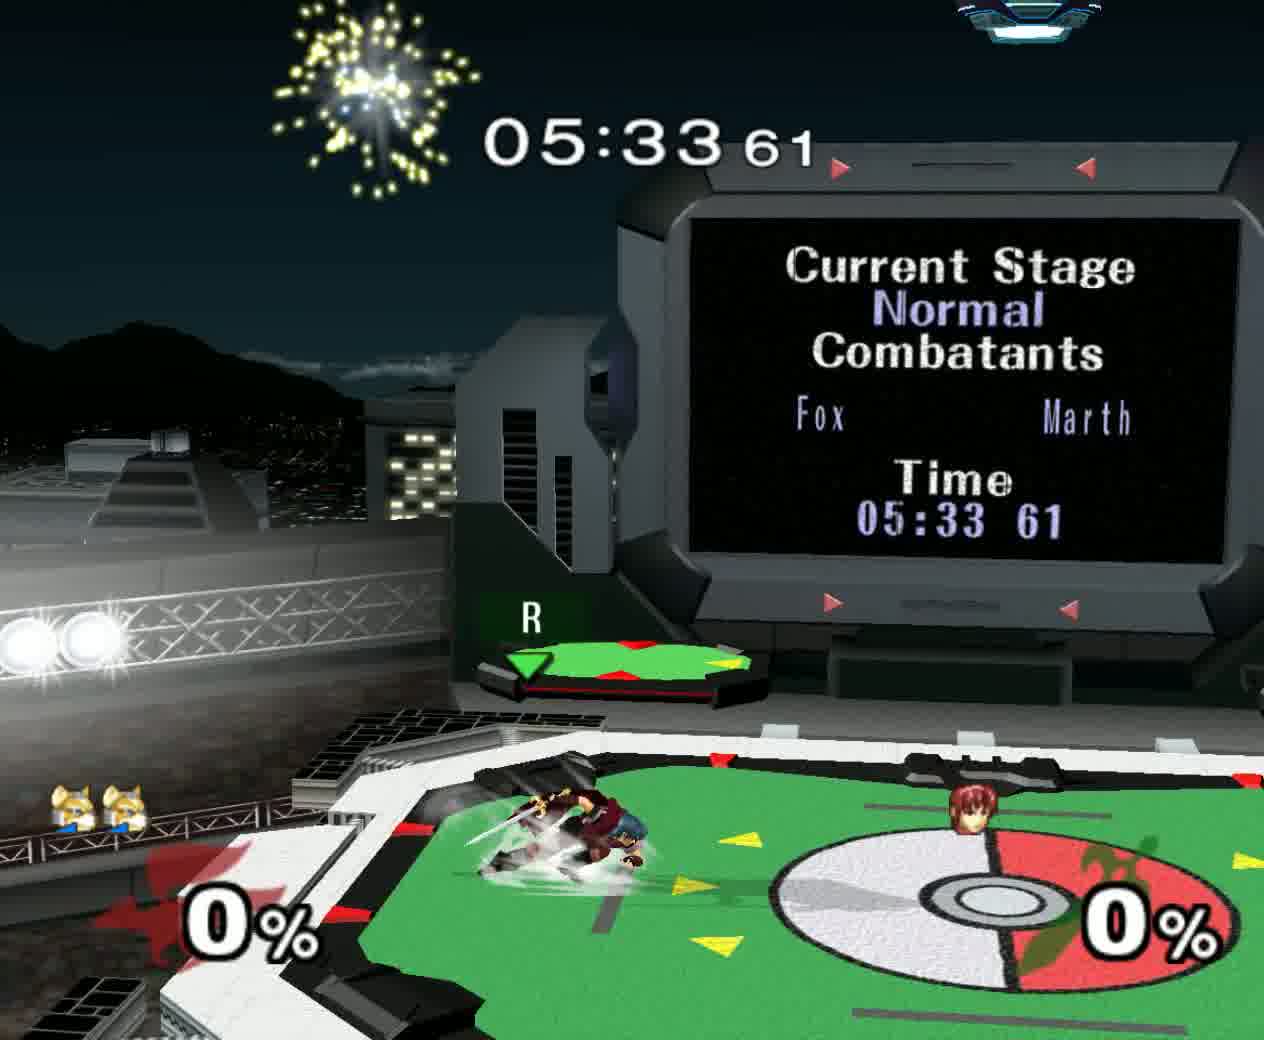 05:33 61
Current Stage
Normal
Combatants
Fox Marth
Time
05:33 61
R
0% 0%